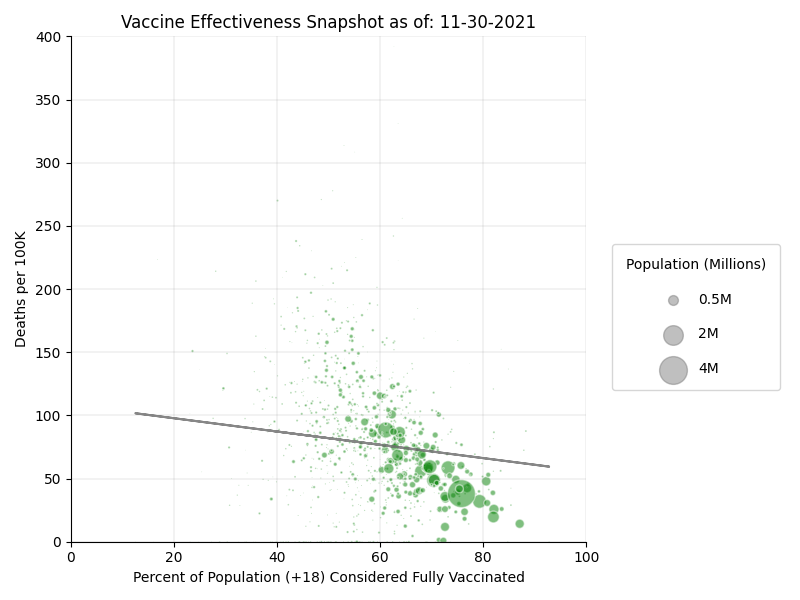 Vaccine Effectiveness Snapshot as of: 11-30-2021
400
350
300
250
200
150
100
50
0
Deaths per 100K
0 20 40 60 80 100
Percent of Population (+18) Considered Fully Vaccinated
Population (Millions)
0.5M
2M
4M